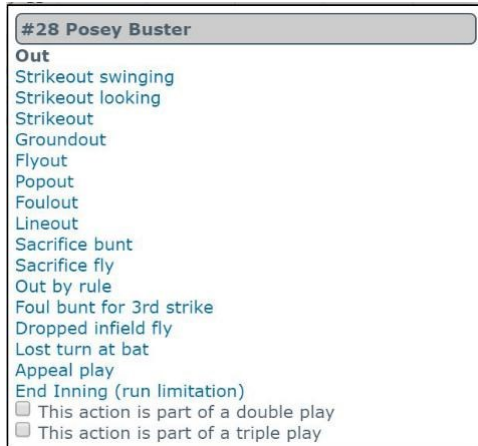 #28 Posey Buster
Out
Strikeout swinging
Strikeout looking
Strikeout
Groundout
Flyout
Popout
Foulout
Lineout
Sacrifice bunt
Sacrifice fly
Out by rule
Foul bunt for 3rd strike
Dropped infield fly
Lost turn at bat
Appeal play
End Inning (run limitation)
This action is part of a double play
This action is part of a triple play